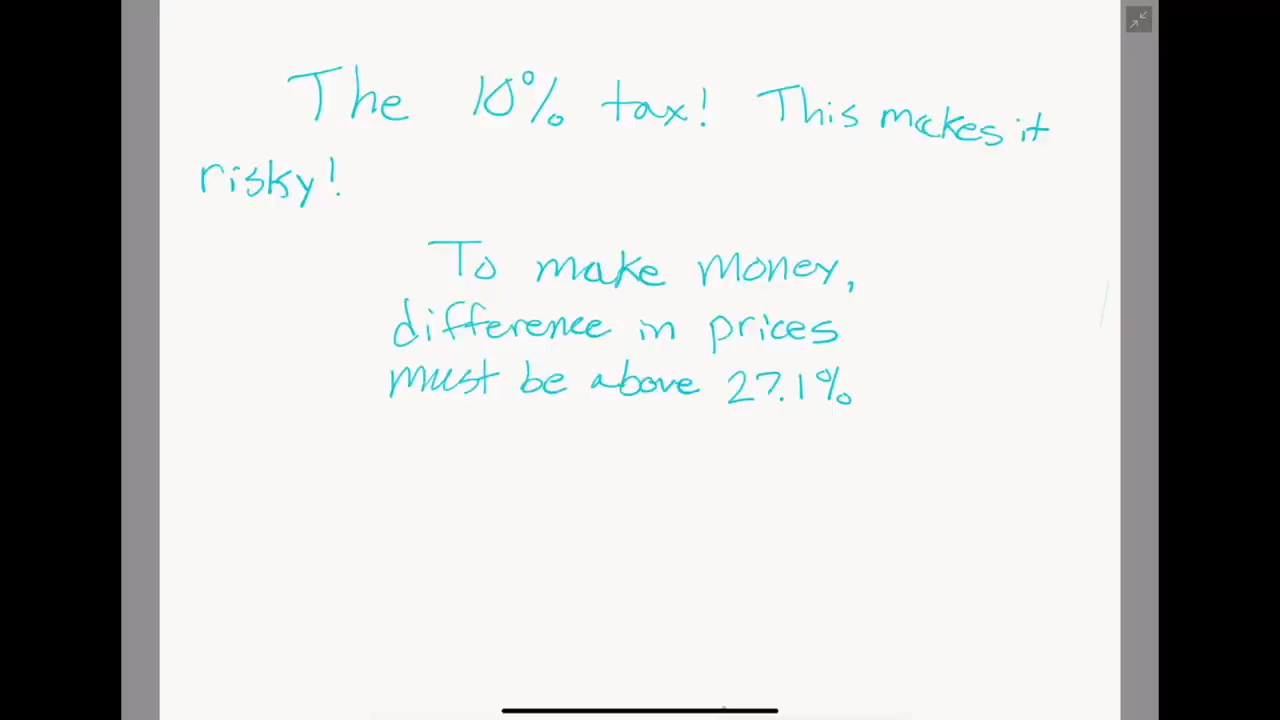 The 10% tax! This makes it
risky!
To make money,
difference in prices
must be above 27.1%